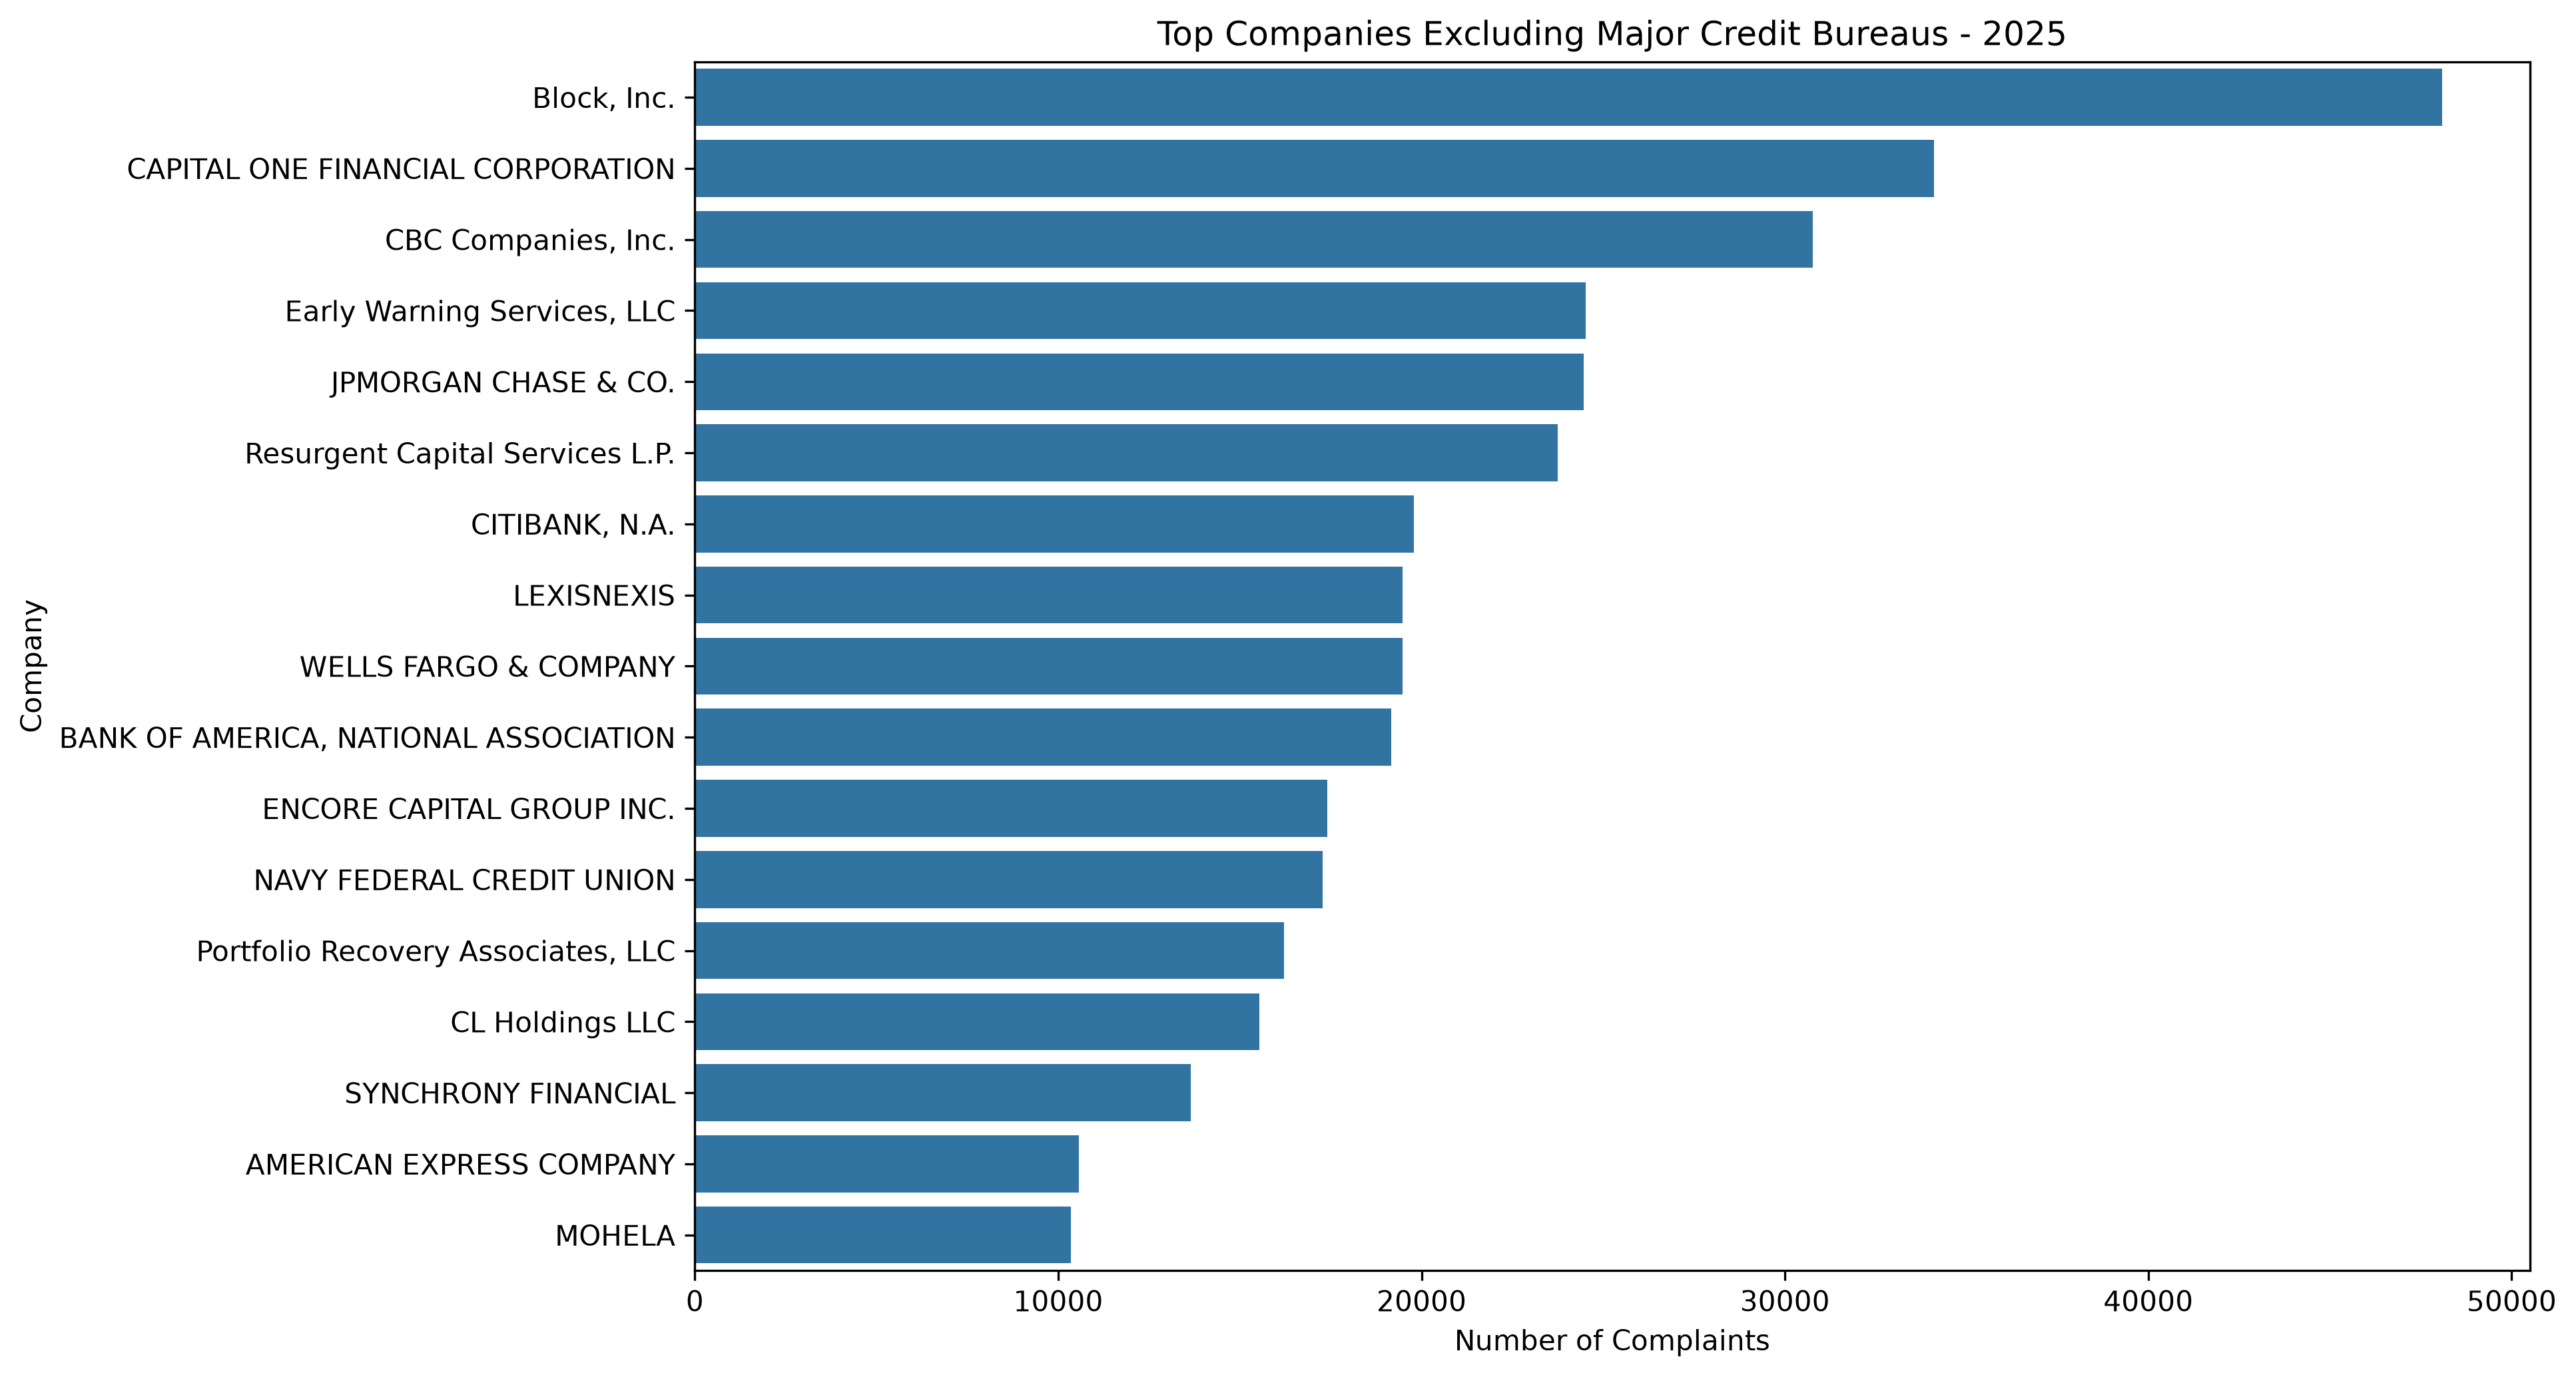 Top Companies Excluding Major Credit Bureaus - 2025
Company
Block, Inc.
CAPITAL ONE FINANCIAL CORPORATION
CBC Companies, Inc.
Early Warning Services, LLC
JPMORGAN CHASE & CO.
Resurgent Capital Services L.P.
CITIBANK, N.A.
LEXISNEXIS
WELLS FARGO & COMPANY
BANK OF AMERICA, NATIONAL ASSOCIATION
ENCORE CAPITAL GROUP INC.
NAVY FEDERAL CREDIT UNION
Portfolio Recovery Associates, LLC
CL Holdings LLC
SYNCHRONY FINANCIAL
AMERICAN EXPRESS COMPANY
MOHELA
0 10000 20000 30000 40000 50000
Number of Complaints